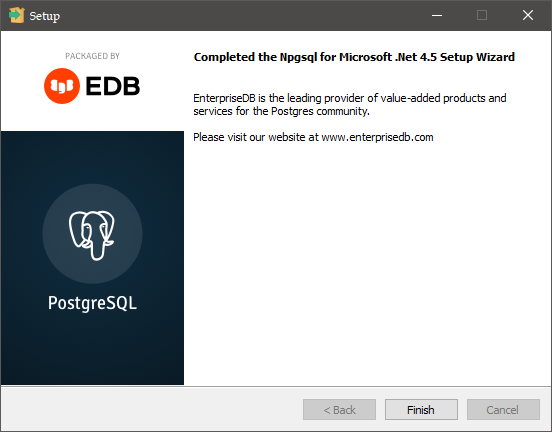 Setup
PACKAGED BY
EDB
PostgreSQL
Completed the Npgsql for Microsoft .Net 4.5 Setup Wizard
EnterpriseDB is the leading provider of value-added products and
services for the Postgres community.
Please visit our website at www.enterprisedb.com
< Back
Finish
Cancel